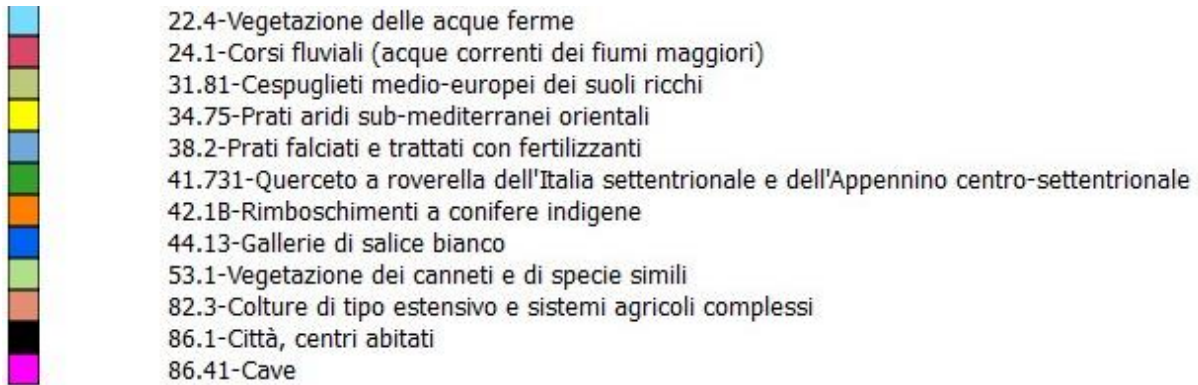 22.4-Vegetazione delle acque ferme
24.1-Corsi fluviali (acque correnti dei fiumi maggiori)
31.81-Cespuglieti medio-europei dei suoli ricchi
34.75-Prati aridi sub-mediterranei orientali
38.2-Prati falciati e trattati con fertilizzanti
41.731-Querceto a roverella dell'Italia settentrionale e dell'Appennino centro-settentrionale
42.1B-Rimboschimenti a conifere indigene
44.13-Gallerie di salice bianco
53.1-Vegetazione dei canneti e di specie simili
82.3-Colture di tipo estensivo e sistemi agricoli complessi
86.1-Città, centri abitati
86.41-Cave